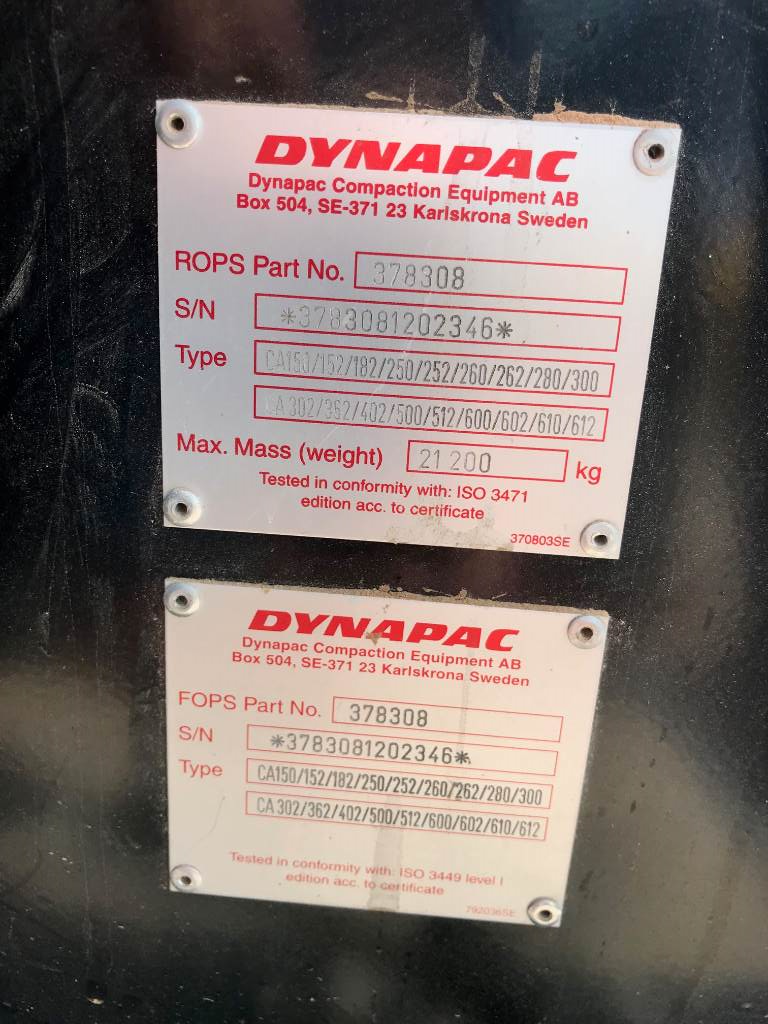 DYNAPAC
Dynapac Compaction Equipment AB
Box 504, SE-371 23 Karlskrona Sweden
ROPS Part No. 378308
S/N *3783081202346*
Type CA150/152/182/250/252/260/262/280/300
CA302/362/402/500/512/600/602/610/612
Max. Mass (weight) 21 200 kg
Tested in conformity with: ISO 3471
edition acc. to certificate
370803SE
DYNAPAC
Dynapac Compaction Equipment AB
Box 504, SE-371 23 Karlskrona Sweden
FOPS Part No. 378308
S/N *3783081202346*
Type CA150/152/182/250/252/260/262/280/300
CA302/362/402/500/512/600/602/610/612
Tested in conformity with: ISO 3449 level I
edition acc. to certificate
792036SE